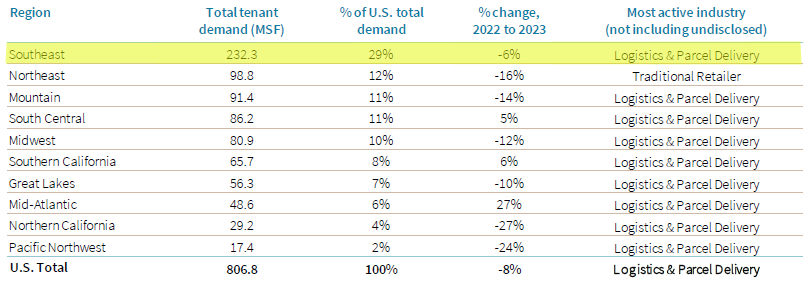 Region Total tenant demand (MSF) % of U.S. total demand % change, 2022 to 2023 Most active industry (not including undisclosed)
Southeast 232.3 29% -6% Logistics & Parcel Delivery
Northeast 98.8 12% -16% Traditional Retailer
Mountain 91.4 11% -14% Logistics & Parcel Delivery
South Central 86.2 11% 5% Logistics & Parcel Delivery
Midwest 80.9 10% -12% Logistics & Parcel Delivery
Southern California 65.7 8% 6% Logistics & Parcel Delivery
Great Lakes 56.3 7% -10% Logistics & Parcel Delivery
Mid-Atlantic 48.6 6% 27% Logistics & Parcel Delivery
Northern California 29.2 4% -27% Logistics & Parcel Delivery
Pacific Northwest 17.4 2% -24% Logistics & Parcel Delivery
U.S. Total 806.8 100% -8% Logistics & Parcel Delivery